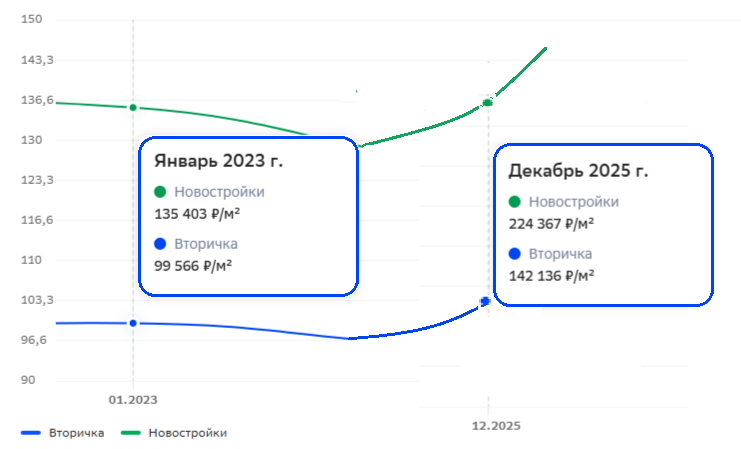 150
143,3
136,6
130
123,3
116,6
110
103,3
96,6
90
Январь 2023 г.
Новостройки
135 403 ₽/м²
Вторичка
99 566 ₽/м²
Декабрь 2025 г.
Новостройки
224 367 ₽/м²
Вторичка
142 136 ₽/м²
01.2023
12.2025
Вторичка Новостройки